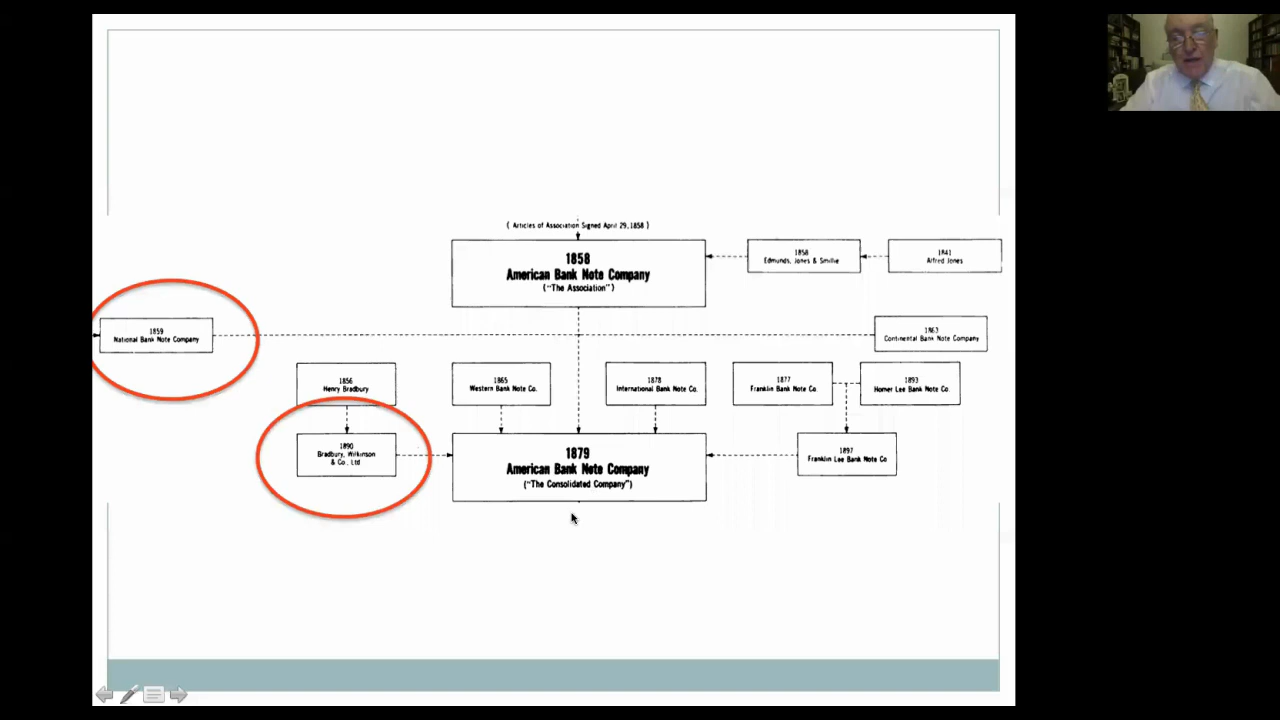 ( Articles of Association Signed April 29, 1858 )
1858
American Bank Note Company
("The Association")
1858
Edmunds, Jones & Smillie
1841
Alfred Jones
1859
National Bank Note Company
1863
Continental Bank Note Company
1856
Henry Bradbury
1865
Western Bank Note Co.
1878
International Bank Note Co.
1877
Franklin Bank Note Co.
1893
Homer Lee Bank Note Co.
1890
Bradbury, Wilkinson
& Co., Ltd
1879
American Bank Note Company
("The Consolidated Company")
1897
Franklin Lee Bank Note Co